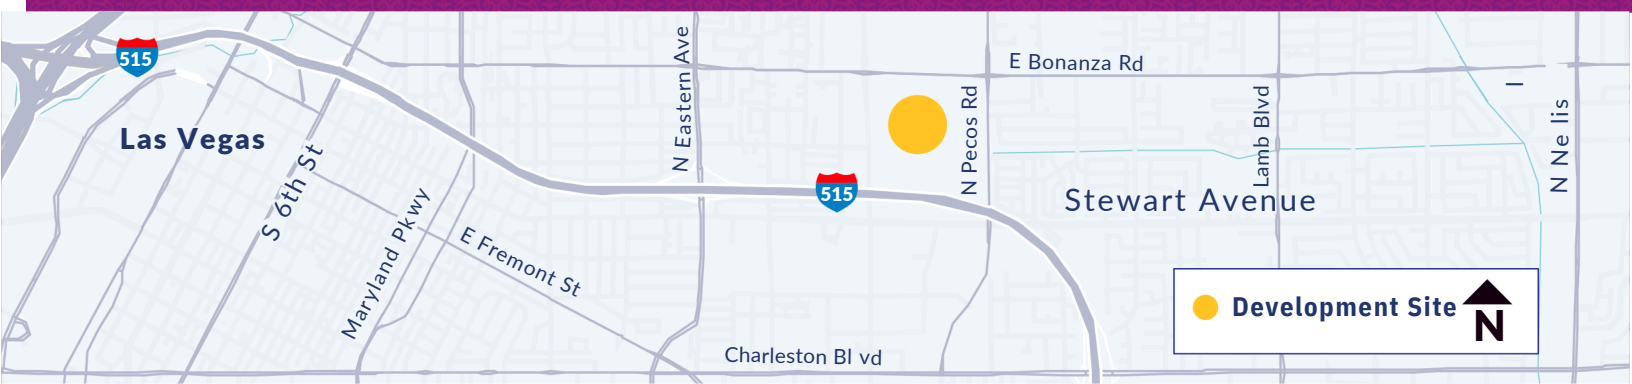 515
Las Vegas
S 6th St
Maryland Pkwy
E Fremont St
N Eastern Ave
515
E Bonanza Rd
N Pecos Rd
Lamb Blvd
N Ne lis
Stewart Avenue
Charleston Bl vd
Development Site
N